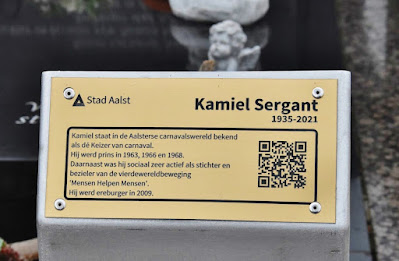 Stad Aalst
Kamiel Sergant
1935-2021
Kamiel staat in de Aalsterse carnavalswereld bekend
als dé Keizer van carnaval.
Hij werd prins in 1963, 1966 en 1968.
Daarnaast was hij sociaal zeer actief als stichter en
bezieler van de vierdewereldbeweging
'Mensen Helpen Mensen'.
Hij werd ereburger in 2009.